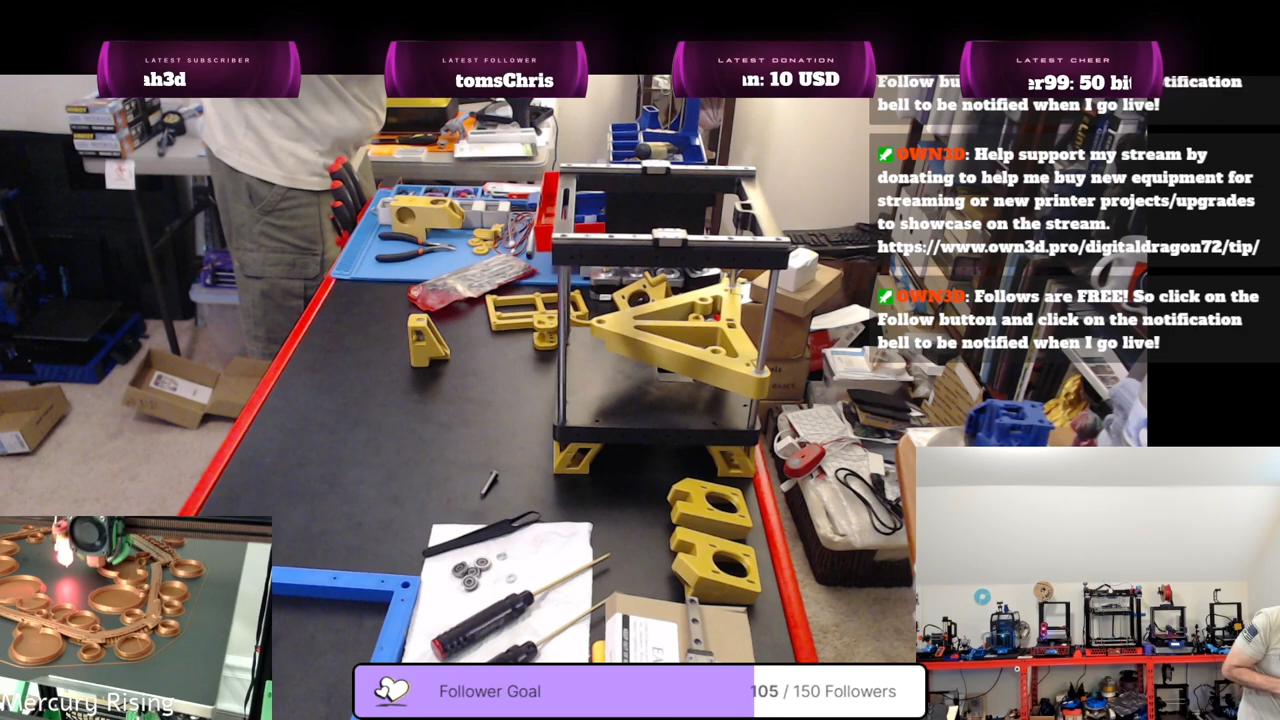 LATEST SUBSCRIBER
ah3d
LATEST FOLLOWER
tomsChris
LATEST DONATION
an: 10 USD
LATEST CHEER
er99: 50 bit
Follow bu tification
bell to be notified when I go live!
OWN3D: Help support my stream by
donating to help me buy new equipment for
streaming or new printer projects/upgrades
to showcase on the stream.
https://www.own3d.pro/digitaldragon72/tip/
OWN3D: Follows are FREE! So click on the
Follow button and click on the notification
bell to be notified when I go live!
Mercury Rising
Follower Goal
105 / 150 Followers